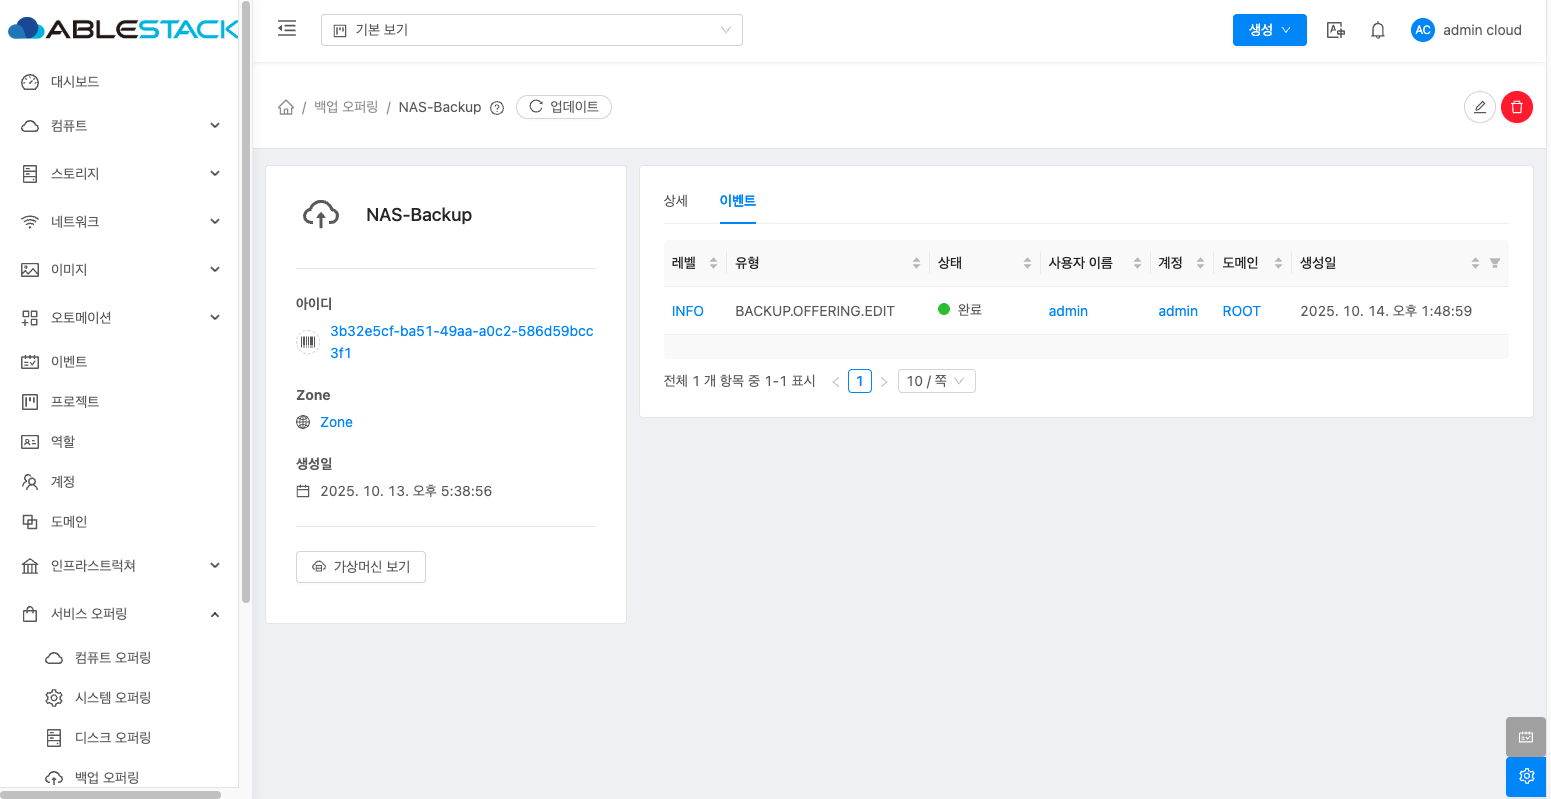 ABLESTACK
기본 보기
생성
AC admin cloud
대시보드
컴퓨트
스토리지
네트워크
이미지
오토메이션
이벤트
프로젝트
역할
계정
도메인
인프라스트럭쳐
서비스 오퍼링
컴퓨트 오퍼링
시스템 오퍼링
디스크 오퍼링
백업 오퍼링
/ 백업 오퍼링 / NAS-Backup 업데이트
NAS-Backup
아이디
3b32e5cf-ba51-49aa-a0c2-586d59bcc
3f1
Zone
Zone
생성일
2025. 10. 13. 오후 5:38:56
가상머신 보기
상세 이벤트
레벨 유형 상태 사용자 이름 계정 도메인 생성일
INFO BACKUP.OFFERING.EDIT 완료 admin admin ROOT 2025. 10. 14. 오후 1:48:59
전체 1 개 항목 중 1-1 표시 < 1 > 10 / 쪽